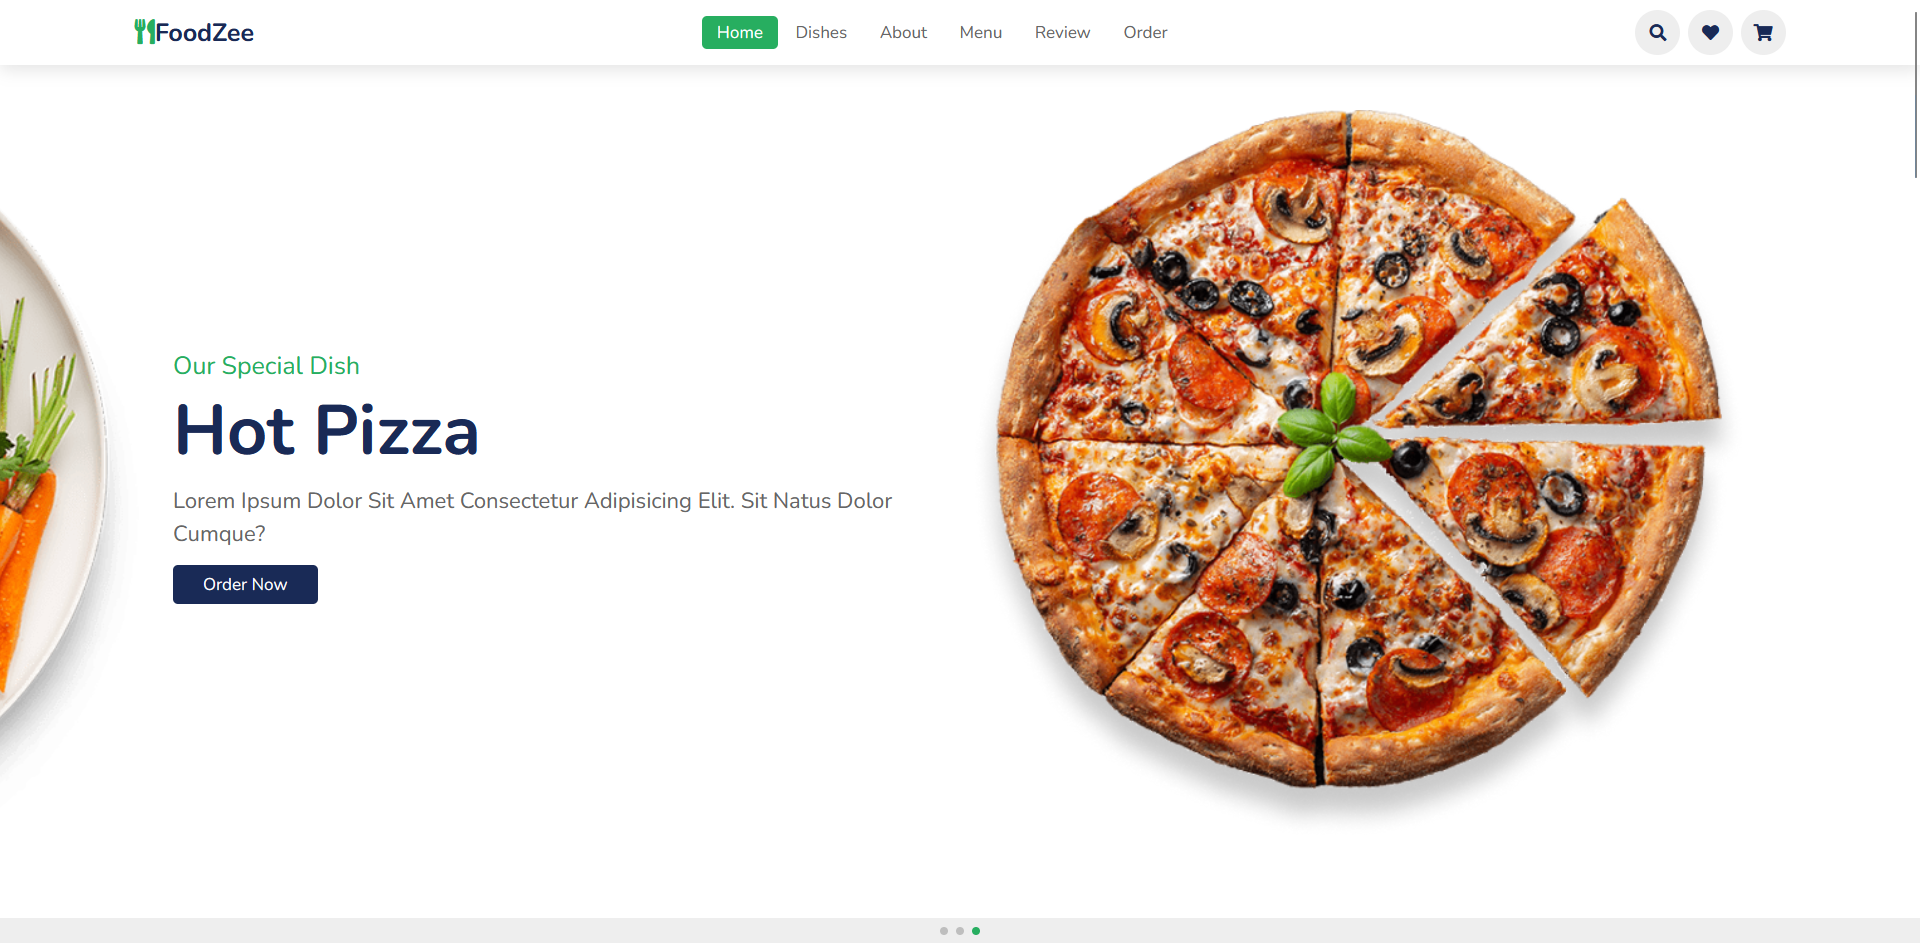 FoodZee
Home Dishes About Menu Review Order
Our Special Dish
Hot Pizza
Lorem Ipsum Dolor Sit Amet Consectetur Adipisicing Elit. Sit Natus Dolor
Cumque?
Order Now